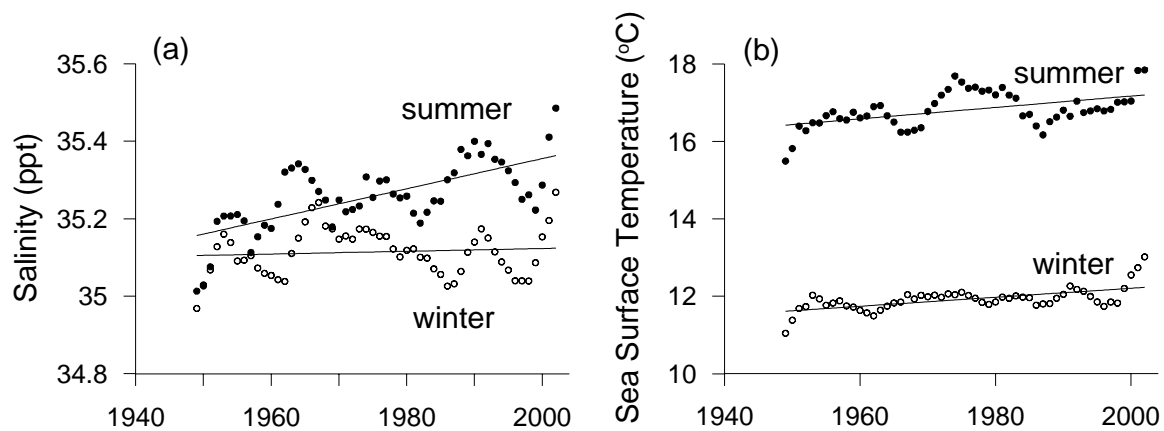 (a)
Salinity (ppt)
35.6
35.4
35.2
35
34.8
summer
winter
1940
1960
1980
2000
(b)
Sea Surface Temperature (°C)
18
16
14
12
10
summer
winter
1940
1960
1980
2000